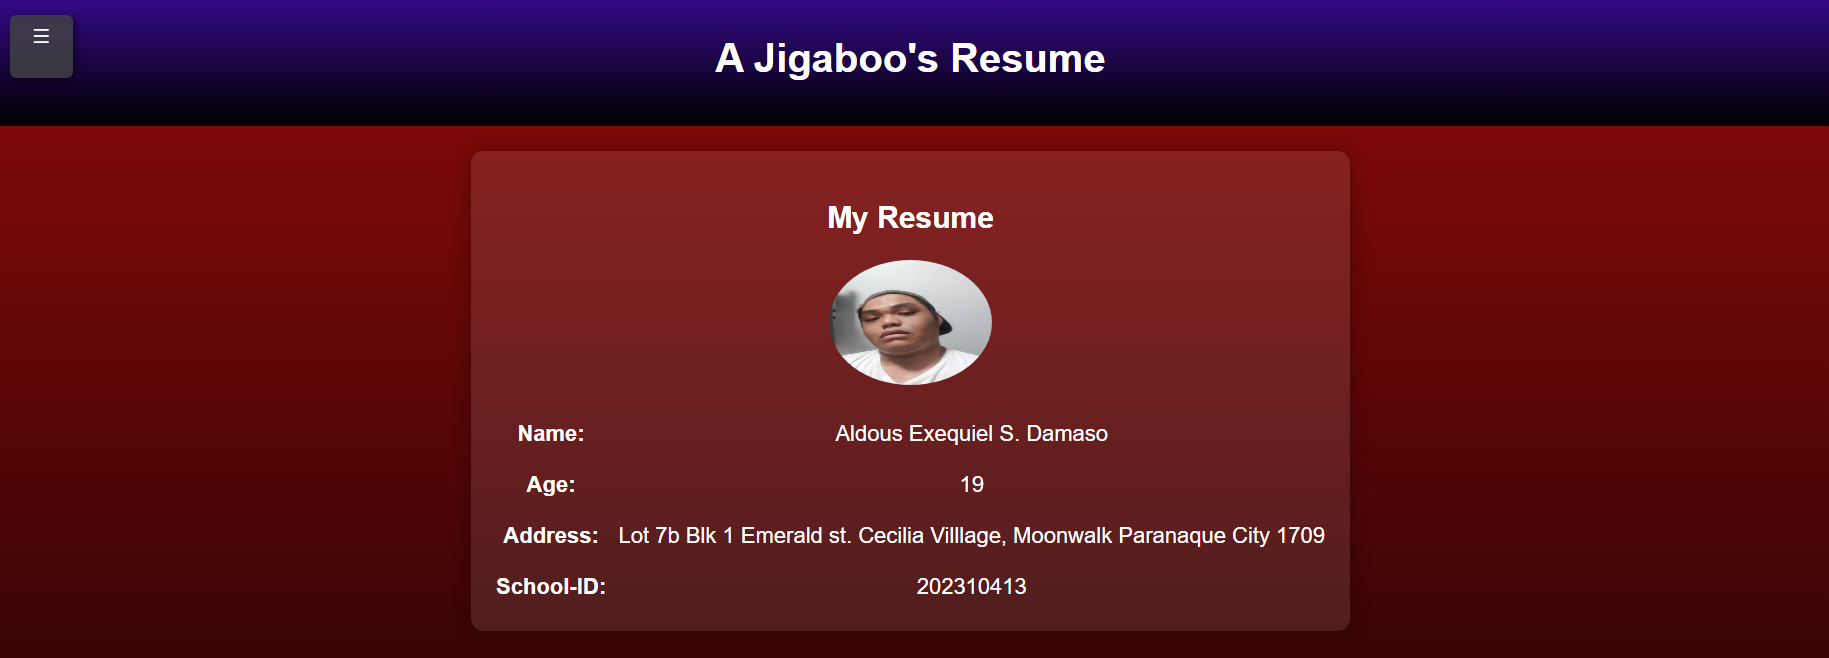 ☰
A Jigaboo's Resume
My Resume
Name: Aldous Exequiel S. Damaso
Age: 19
Address: Lot 7b Blk 1 Emerald st. Cecilia Villlage, Moonwalk Paranaque City 1709
School-ID: 202310413